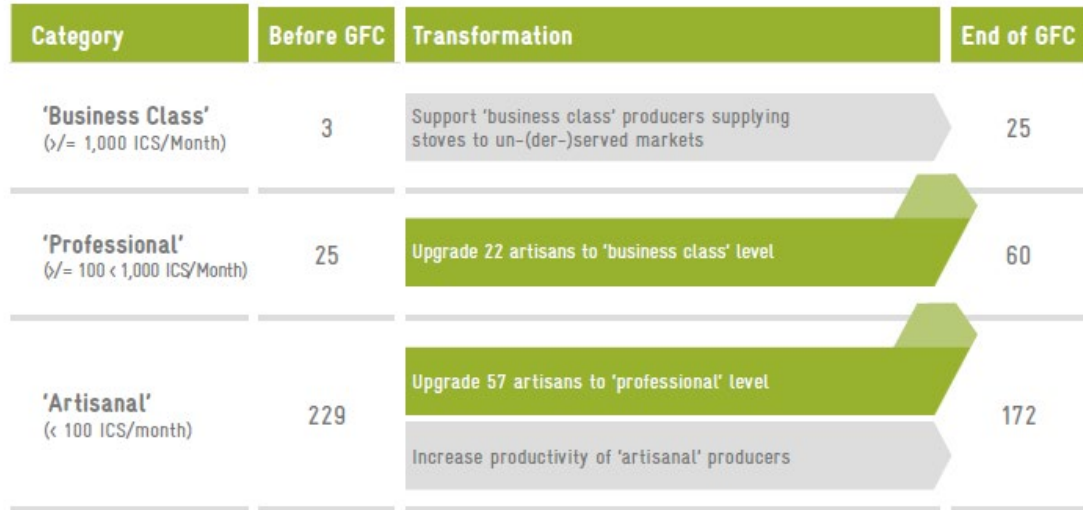 Category Before GFC Transformation End of GFC
'Business Class'
(>/= 1,000 ICS/Month)
3
Support 'business class' producers supplying
stoves to un-(der-)served markets
25
'Professional'
(>/= 100 < 1,000 ICS/Month)
25
Upgrade 22 artisans to 'business class' level
60
'Artisanal'
(< 100 ICS/month)
229
Upgrade 57 artisans to 'professional' level
Increase productivity of 'artisanal' producers
172